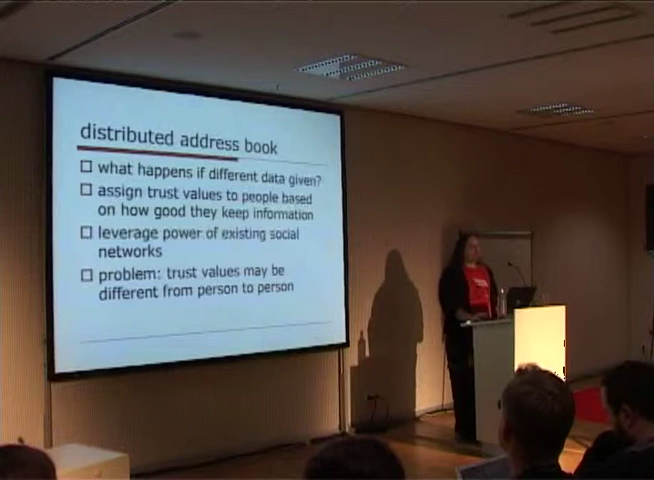 distributed address book
what happens if different data given?
assign trust values to people based
on how good they keep information
leverage power of existing social
networks
problem: trust values may be
different from person to person